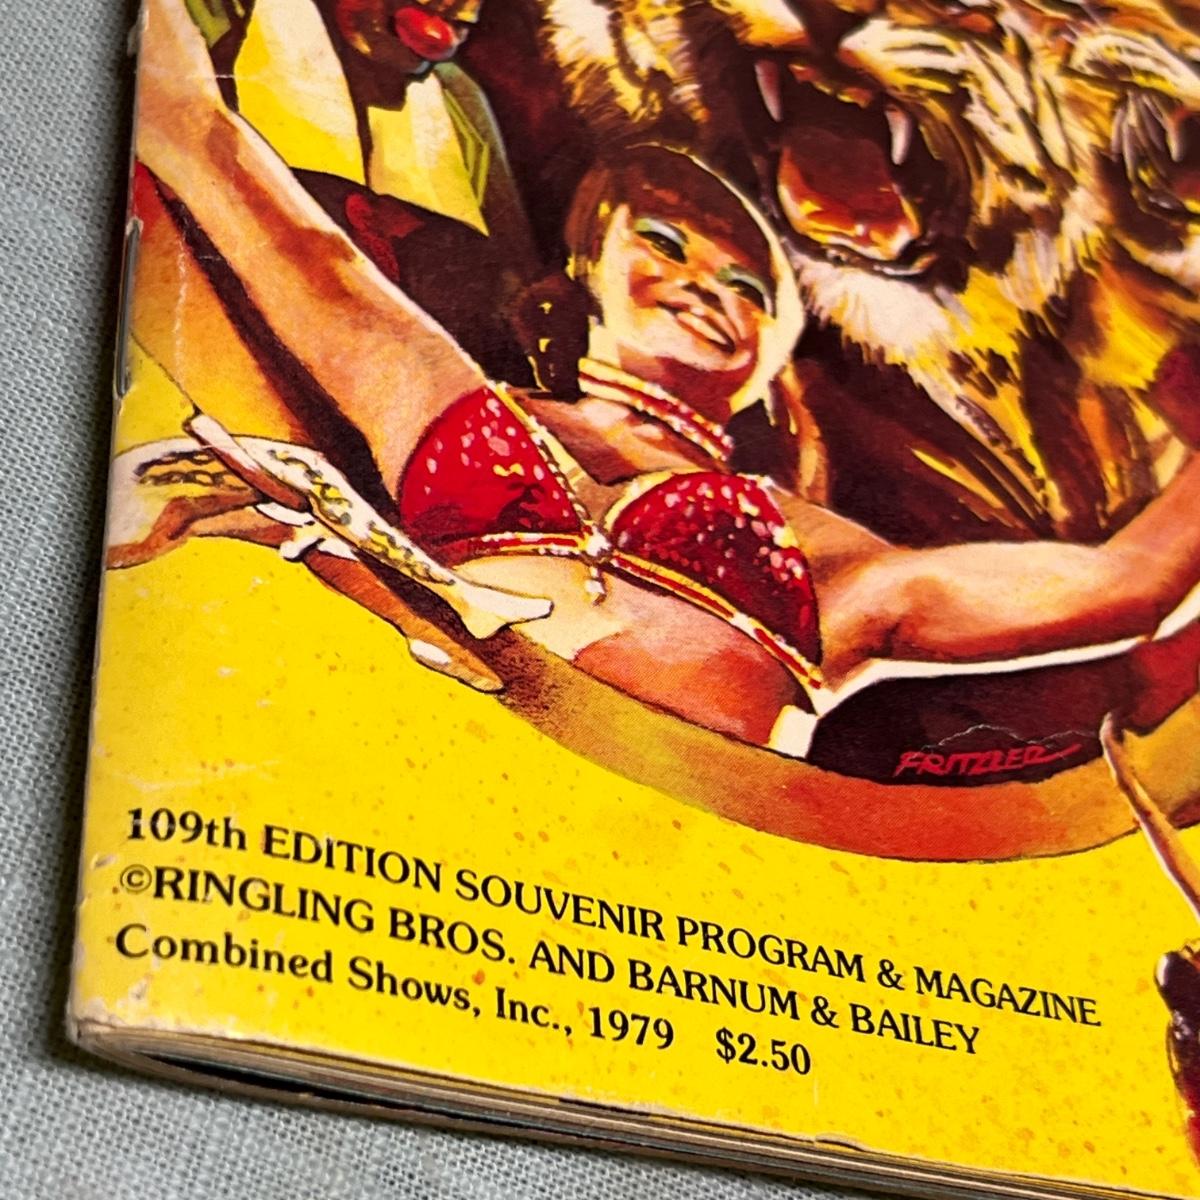 FRITZLER
109th EDITION SOUVENIR PROGRAM & MAGAZINE
©RINGLING BROS. AND BARNUM & BAILEY
Combined Shows, Inc., 1979 $2.50